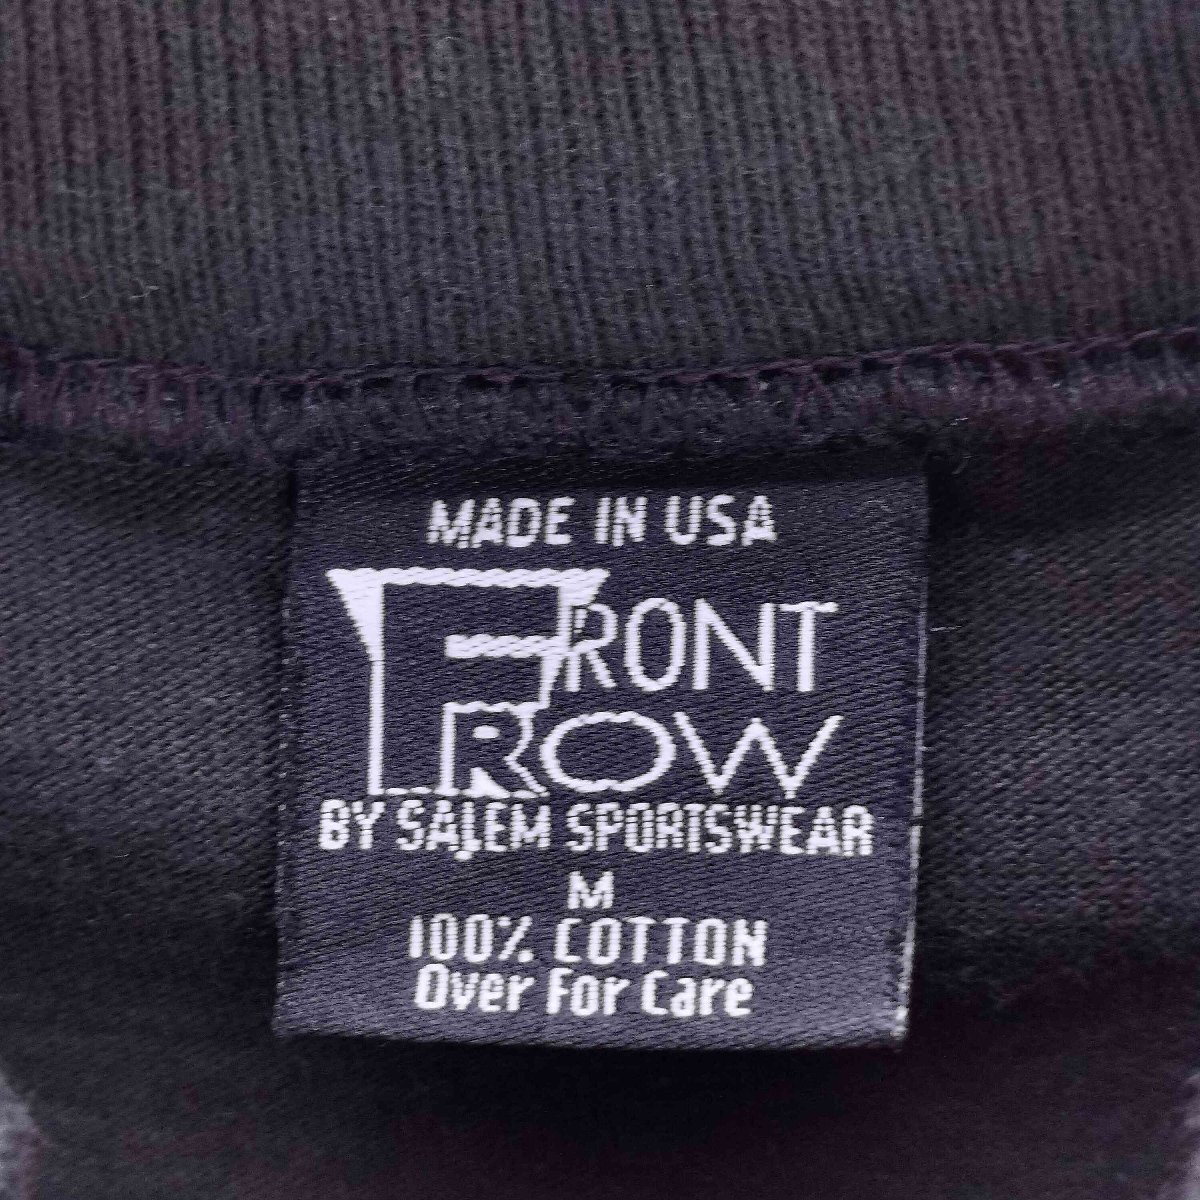 MADE IN USA
FRONT
ROW
BY SALEM SPORTSWEAR
M
100% COTTON
Over For Care